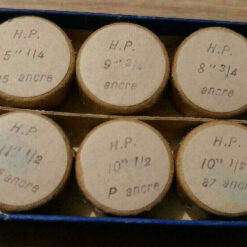 H.P.
5''' 1/4
ancre
H.P.
9''' 3/4
ancre
H.P.
8''' 3/4
ancre
H.P.
11''' 1/2
ancre
H.P.
10''' 1/2
P ancre
H.P.
10''' 1/2
87 ancre